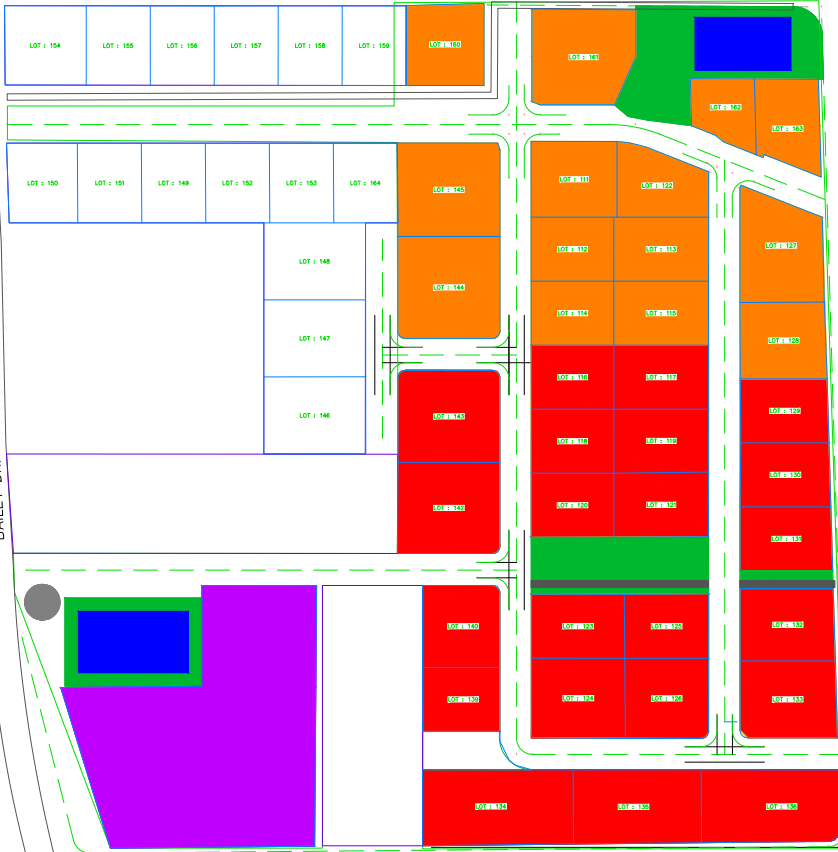 LOT : 154
LOT : 155
LOT : 156
LOT : 157
LOT : 158
LOT : 159
LOT : 160
LOT : 161
LOT : 162
LOT : 163
LOT : 150
LOT : 151
LOT : 149
LOT : 152
LOT : 153
LOT : 164
LOT : 145
LOT : 111
LOT : 122
LOT : 148
LOT : 112
LOT : 113
LOT : 127
LOT : 144
LOT : 114
LOT : 115
LOT : 147
LOT : 128
LOT : 116
LOT : 117
LOT : 146
LOT : 143
LOT : 129
LOT : 118
LOT : 119
LOT : 130
LOT : 142
LOT : 120
LOT : 121
LOT : 131
LOT : 140
LOT : 123
LOT : 125
LOT : 132
LOT : 139
LOT : 124
LOT : 126
LOT : 133
LOT : 134
LOT : 135
LOT : 136